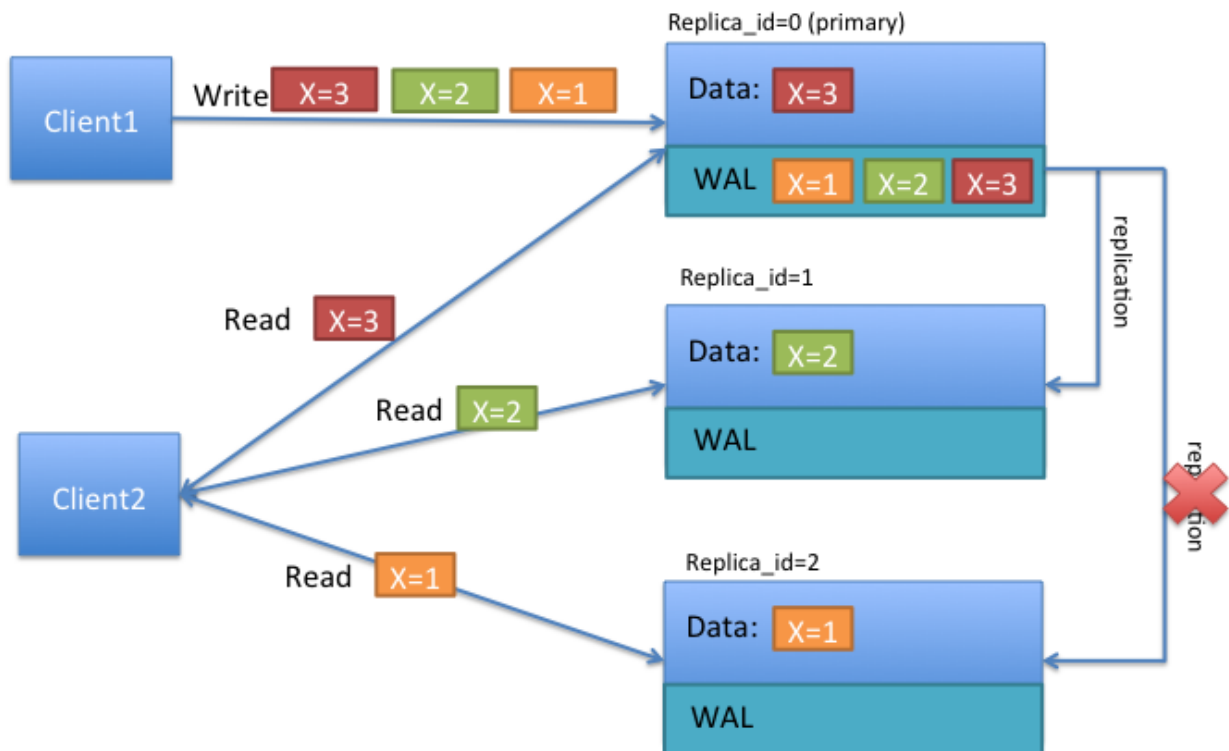 Replica_id=0 (primary)
Client1
Write X=3 X=2 X=1
Data: X=3
WAL X=1 X=2 X=3
replication
Replica_id=1
Read X=3
Data: X=2
Read X=2
WAL
Client2
Replica_id=2
Read X=1
Data: X=1
WAL